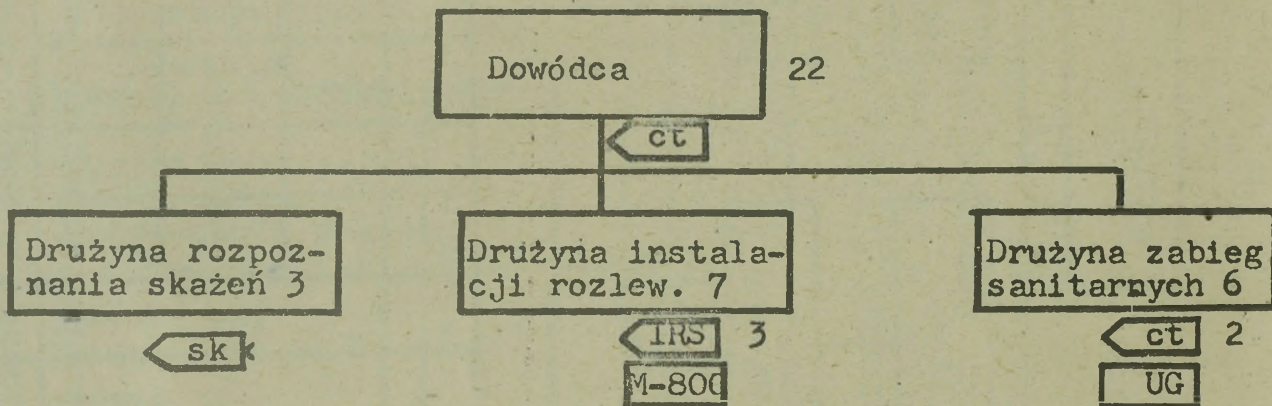 Dowódca 22
ct
Drużyna rozpoz-
nania skażeń 3
sk
Drużyna instala-
cji rozlew. 7
IRS 3
M-800
Drużyna zabieg
sanitarnych 6
ct 2
UG